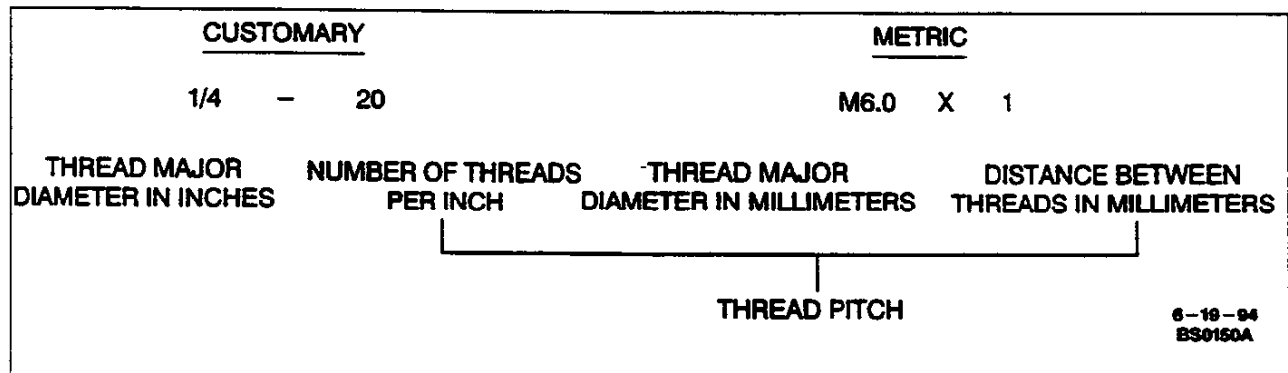 CUSTOMARY
METRIC
1/4 – 20
M6.0 X 1
THREAD MAJOR
DIAMETER IN INCHES
NUMBER OF THREADS
PER INCH
THREAD MAJOR
DIAMETER IN MILLIMETERS
DISTANCE BETWEEN
THREADS IN MILLIMETERS
THREAD PITCH
6–19–94
BS0150A